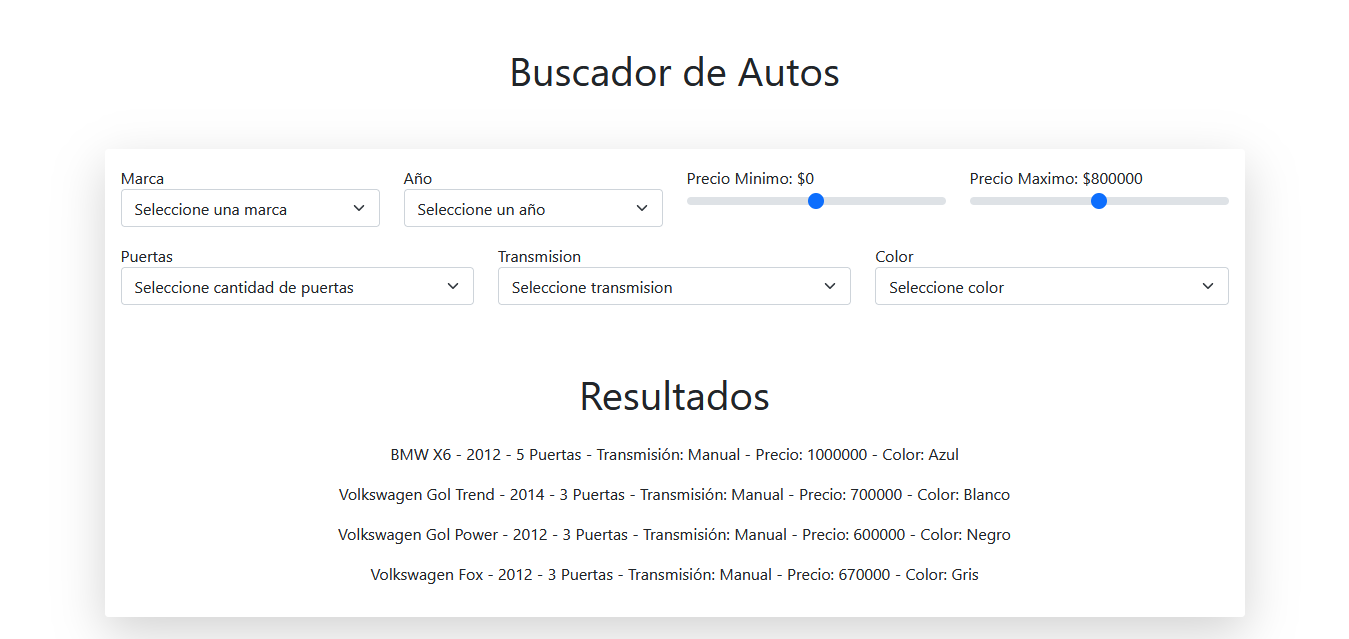 Buscador de Autos
Marca
Año
Precio Minimo: $0
Precio Maximo: $800000
Seleccione una marca
Seleccione un año
Puertas
Transmision
Color
Seleccione cantidad de puertas
Seleccione transmision
Seleccione color
Resultados
BMW X6 - 2012 - 5 Puertas - Transmisión: Manual - Precio: 1000000 - Color: Azul
Volkswagen Gol Trend - 2014 - 3 Puertas - Transmisión: Manual - Precio: 700000 - Color: Blanco
Volkswagen Gol Power - 2012 - 3 Puertas - Transmisión: Manual - Precio: 600000 - Color: Negro
Volkswagen Fox - 2012 - 3 Puertas - Transmisión: Manual - Precio: 670000 - Color: Gris